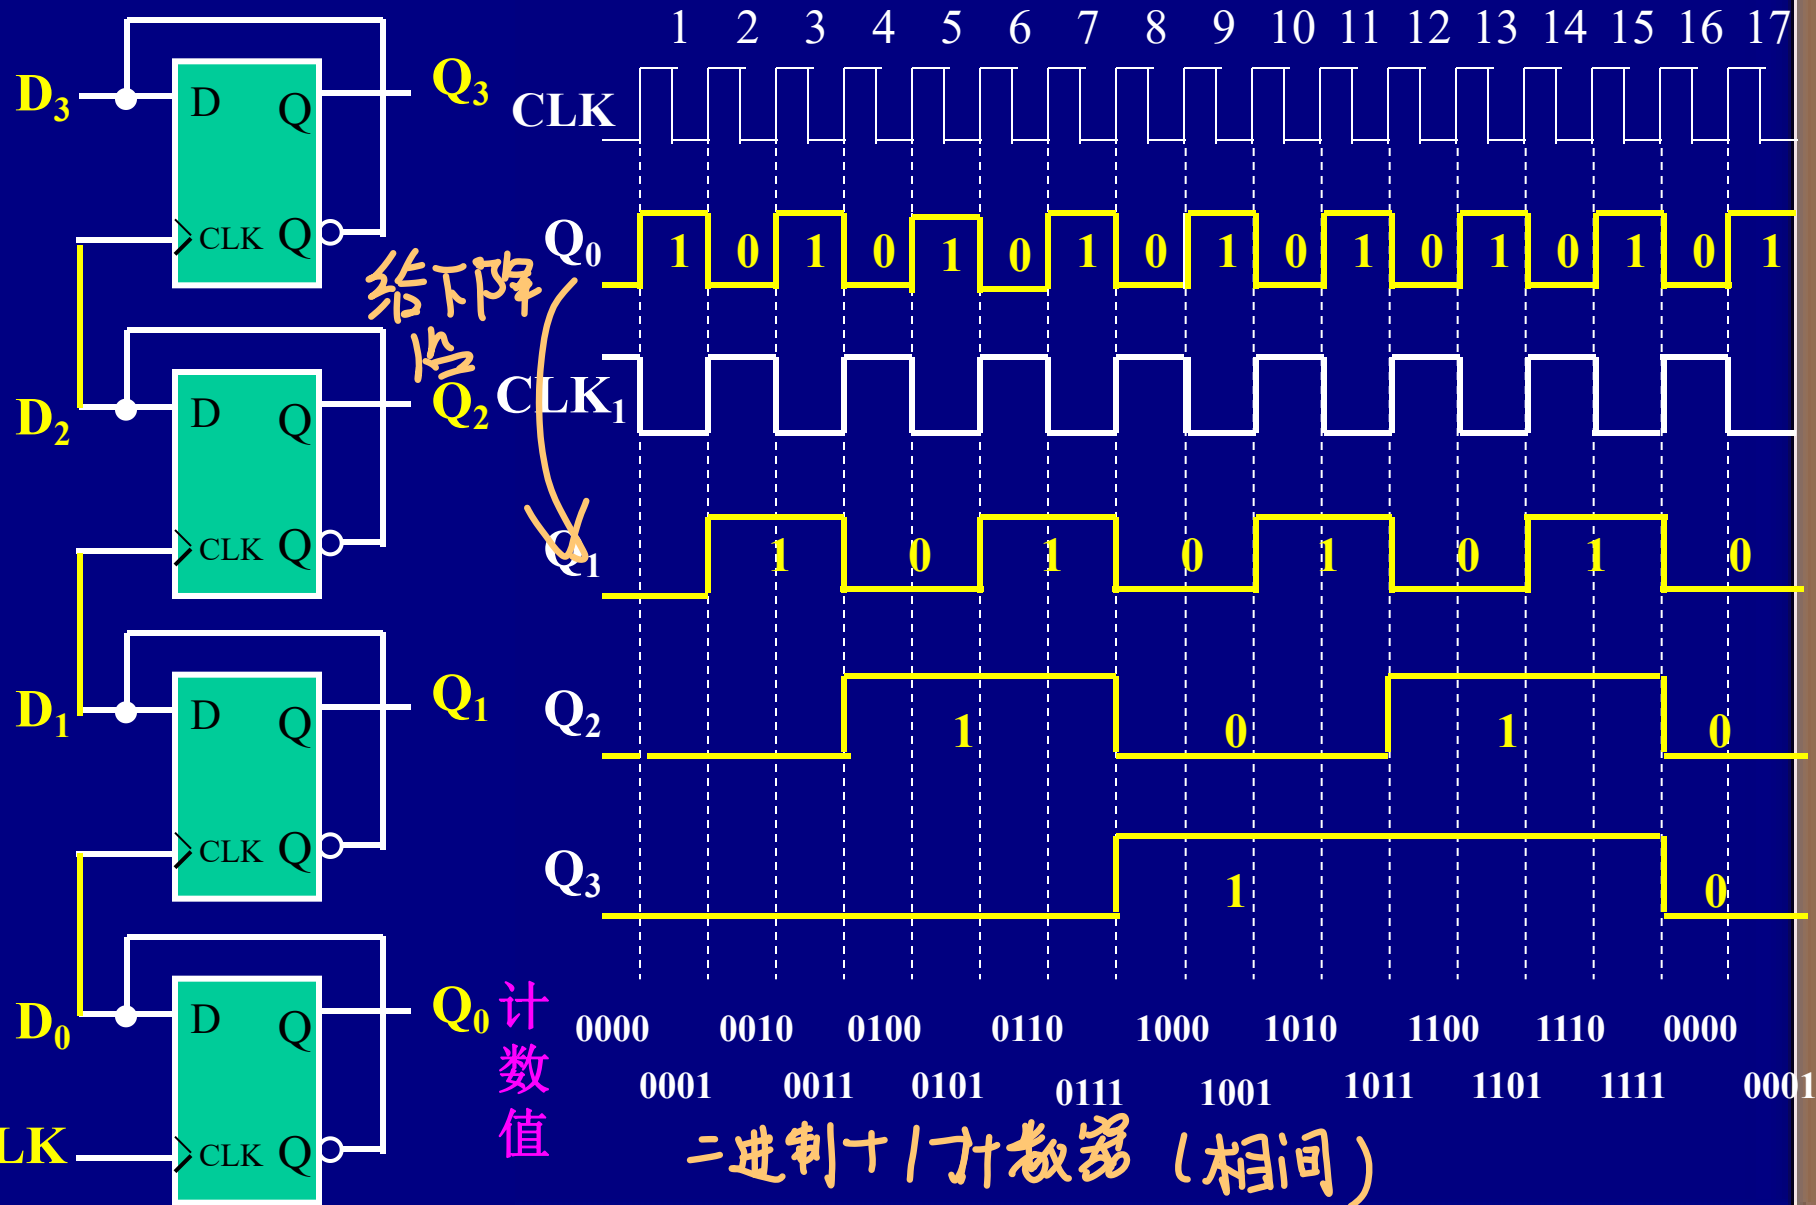 1 2 3 4 5 6 7 8 9 10 11 12 13 14 15 16 17
D3 D Q Q3 CLK
CLK Q
Q0 1 0 1 0 1 0 1 0 1 0 1 0 1 0 1 0 1
给下降
沿
D2 D Q Q2 CLK1
CLK Q
Q1 1 0 1 0 1 0 1 0
D1 D Q Q1
Q2 1 0 1 0
CLK Q
Q3 1 0
D0 D Q Q0
计数值
0000 0010 0100 0110 1000 1010 1100 1110 0000
0001 0011 0101 0111 1001 1011 1101 1111 0001
LK CLK Q
二进制+1计数器(相间)